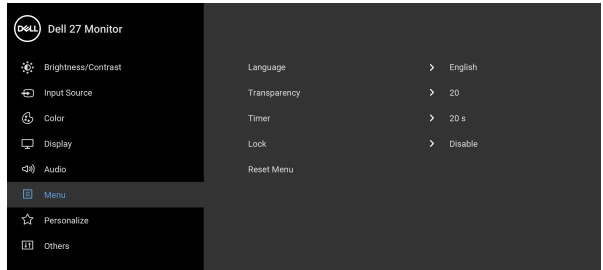 DELL Dell 27 Monitor
Brightness/Contrast Language English
Input Source Transparency 20
Color Timer 20 s
Display Lock Disable
Audio Reset Menu
Menu
Personalize
Others